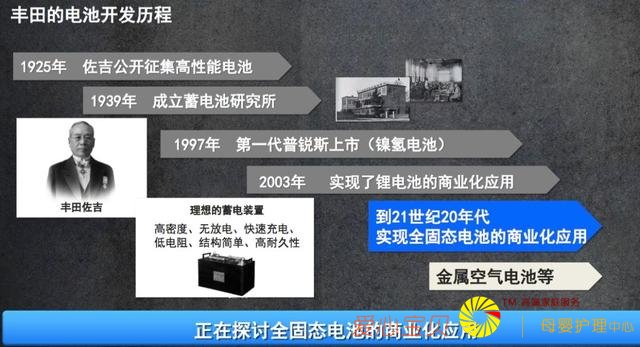 丰田的电池开发历程
1925年 佐吉公开征集高性能电池
1939年 成立蓄电池研究所
1997年 第一代普锐斯上市（镍氢电池）
2003年 实现了锂电池的商业化应用
丰田佐吉
理想的蓄电装置
高密度、无放电、快速充电、
低电阻、结构简单、高耐久性
到21世纪20年代
实现全固态电池的商业化应用
金属空气电池等
TM 高端家庭服务
母婴护理中心
正在探讨全固态电池的商业化应用